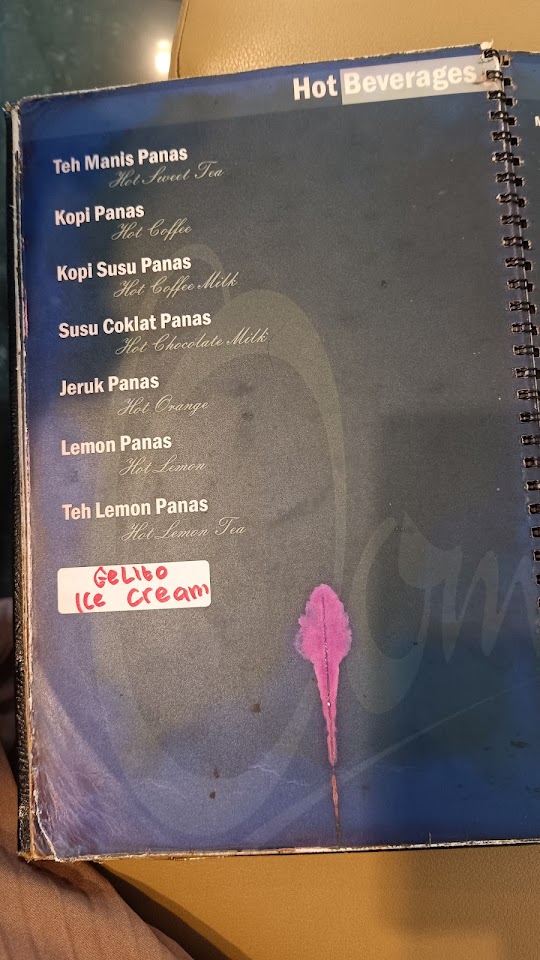 Hot Beverages
Teh Manis Panas
Hot Sweet Tea
Kopi Panas
Hot Coffee
Kopi Susu Panas
Hot Coffee Milk
Susu Coklat Panas
Hot Chocolate Milk
Jeruk Panas
Hot Orange
Lemon Panas
Hot Lemon
Teh Lemon Panas
Hot Lemon Tea
GeLito
Ice cream